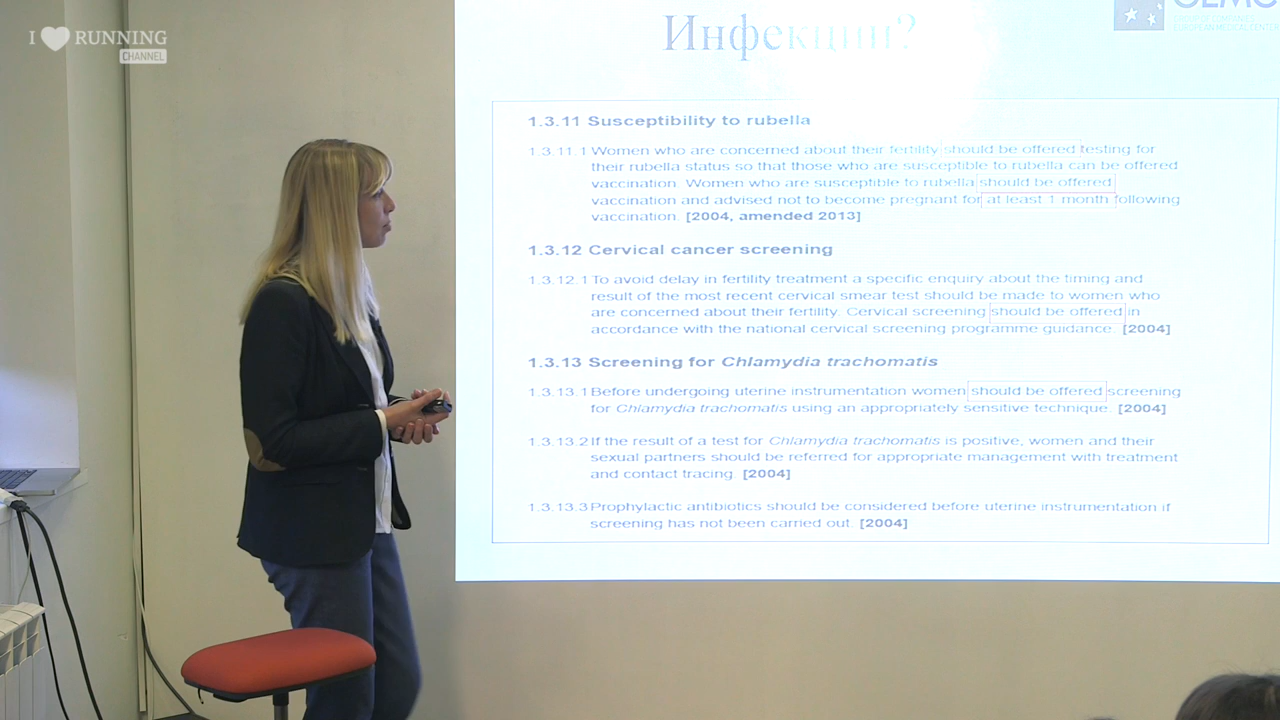 I RUNNING
CHANNEL
Инфекции?
GROUP OF COMPANIES
EUROPEAN MEDICAL CENTER
1.3.11 Susceptibility to rubella
1.3.11.1 Women who are concerned about their fertility should be offered testing for
their rubella status so that those who are susceptible to rubella can be offered
vaccination. Women who are susceptible to rubella should be offered
vaccination and advised not to become pregnant for at least 1 month following
vaccination. [2004, amended 2013]
1.3.12 Cervical cancer screening
1.3.12.1 To avoid delay in fertility treatment a specific enquiry about the timing and
result of the most recent cervical smear test should be made to women who
are concerned about their fertility. Cervical screening should be offered in
accordance with the national cervical screening programme guidance. [2004]
1.3.13 Screening for Chlamydia trachomatis
1.3.13.1 Before undergoing uterine instrumentation women should be offered screening
for Chlamydia trachomatis using an appropriately sensitive technique. [2004]
1.3.13.2 If the result of a test for Chlamydia trachomatis is positive, women and their
sexual partners should be referred for appropriate management with treatment
and contact tracing. [2004]
1.3.13.3 Prophylactic antibiotics should be considered before uterine instrumentation if
screening has not been carried out. [2004]